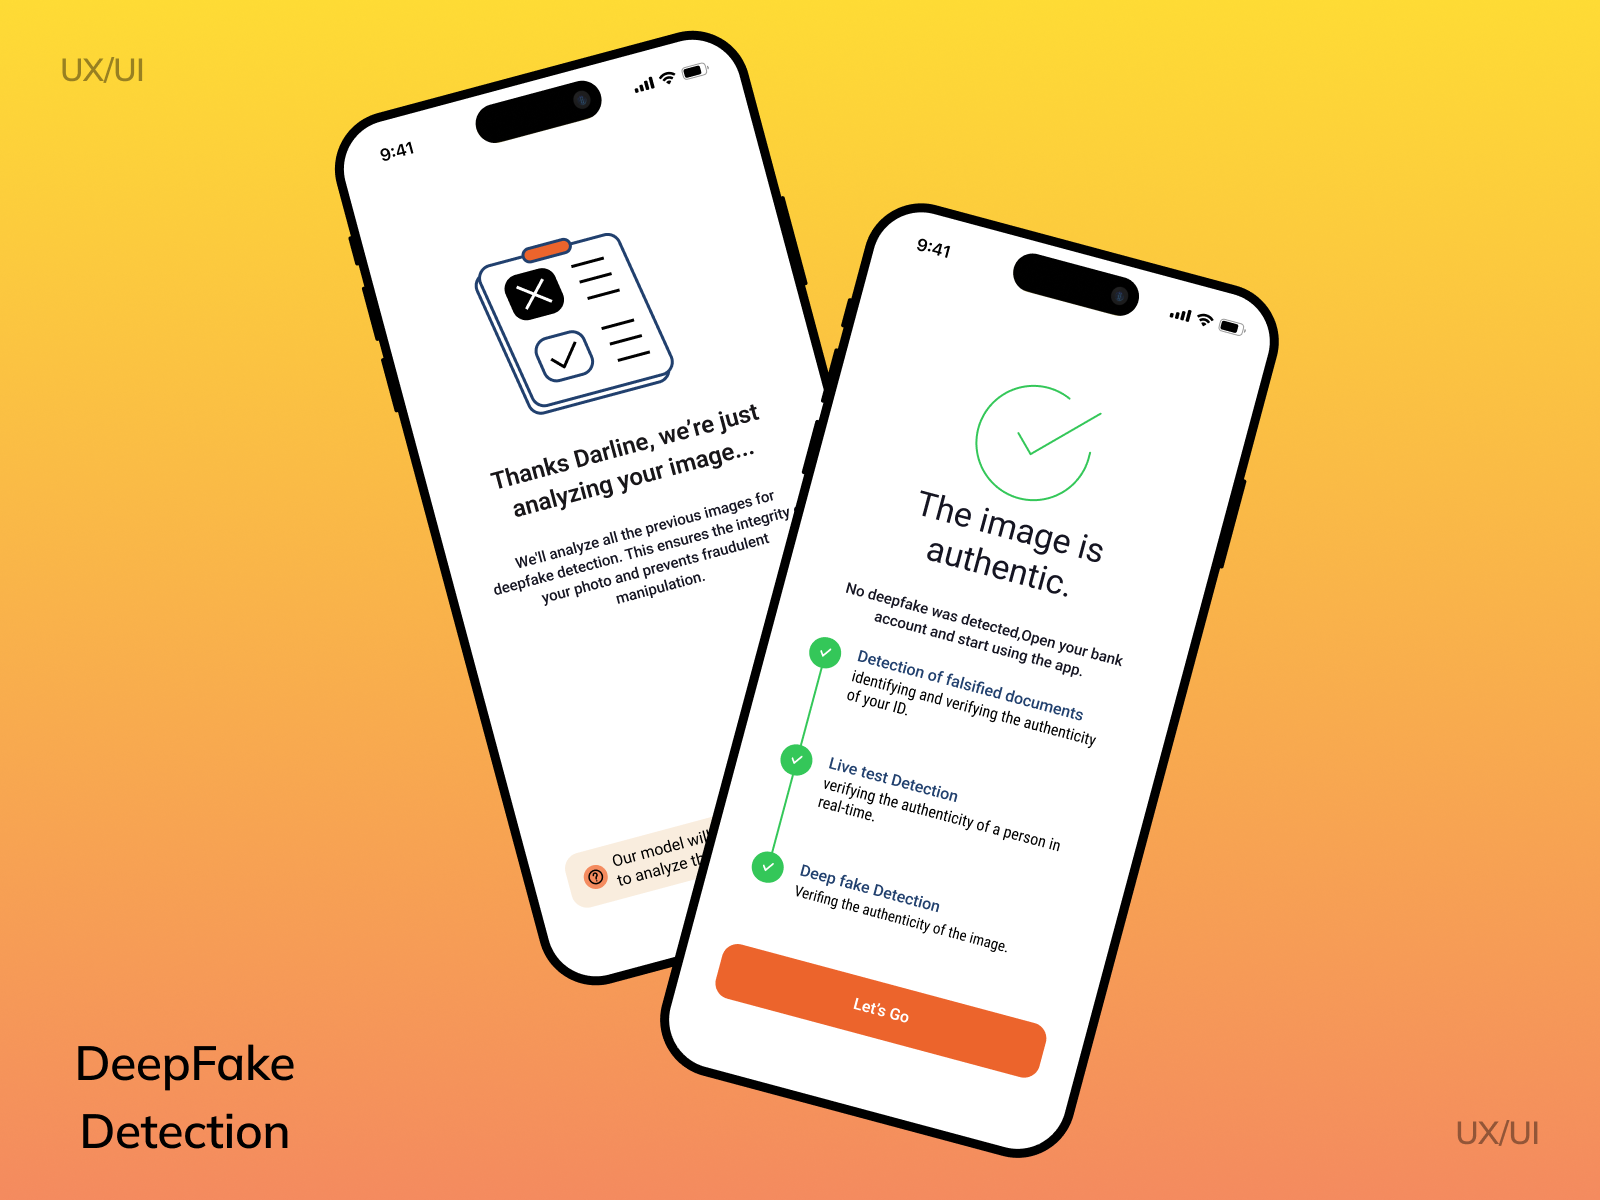 UX/UI
9:41
Thanks Darline, we're just
analyzing your image...
We'll analyze all the previous images for
deepfake detection. This ensures the integrity
your photo and prevents fraudulent
manipulation.
Our model will
to analyze
9:41
The image is
authentic.
No deepfake was detected,Open your bank
account and start using the app.
Detection of falsified documents
identifying and verifying the authenticity
of your ID.
Live test Detection
verifying the authenticity of a person in
real-time.
Deep fake Detection
Verifing the authenticity of the image.
Let's Go
DeepFake
Detection
UX/UI